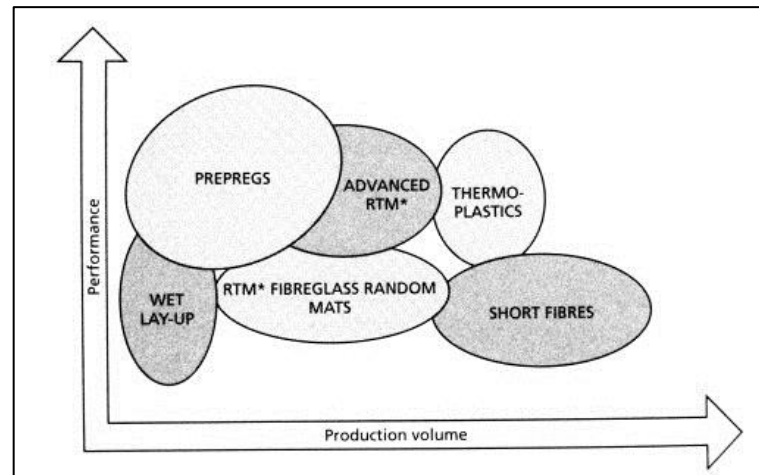 Performance
PREPREGS
ADVANCED
RTM*
THERMO-
PLASTICS
WET
LAY-UP
RTM* FIBREGLASS RANDOM
MATS
SHORT FIBRES
Production volume